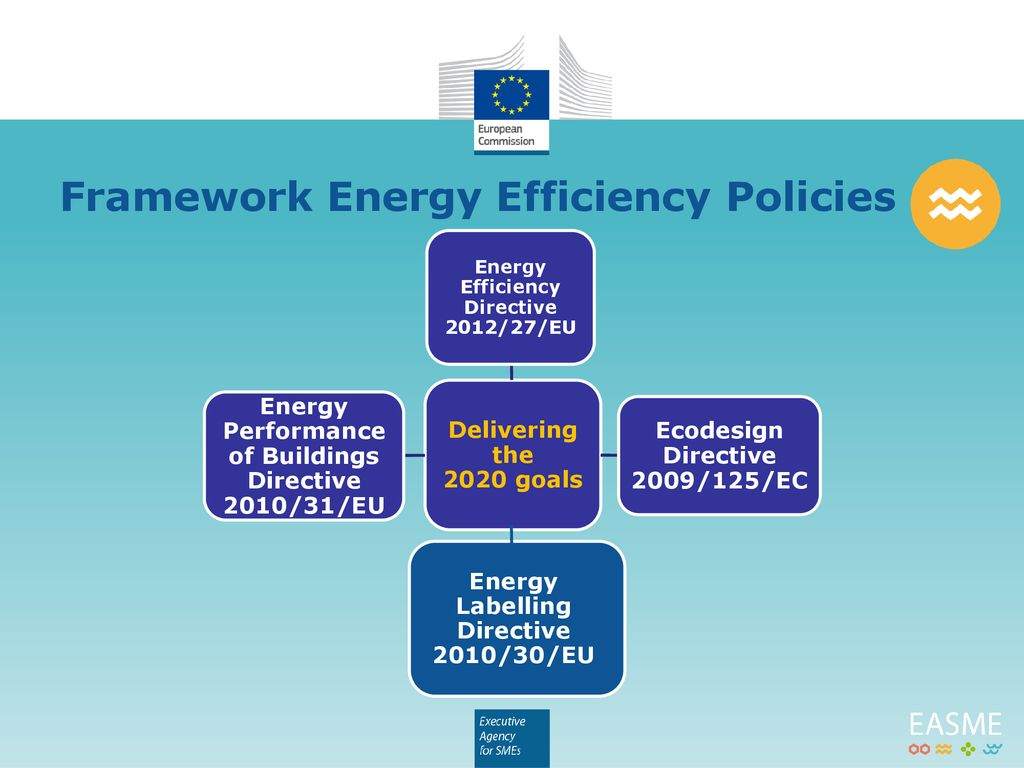 European
Commission
Framework Energy Efficiency Policies
Energy
Efficiency
Directive
2012/27/EU
Energy
Performance
of Buildings
Directive
2010/31/EU
Delivering
the
2020 goals
Ecodesign
Directive
2009/125/EC
Energy
Labelling
Directive
2010/30/EU
Executive
Agency
for SMEs
EASME